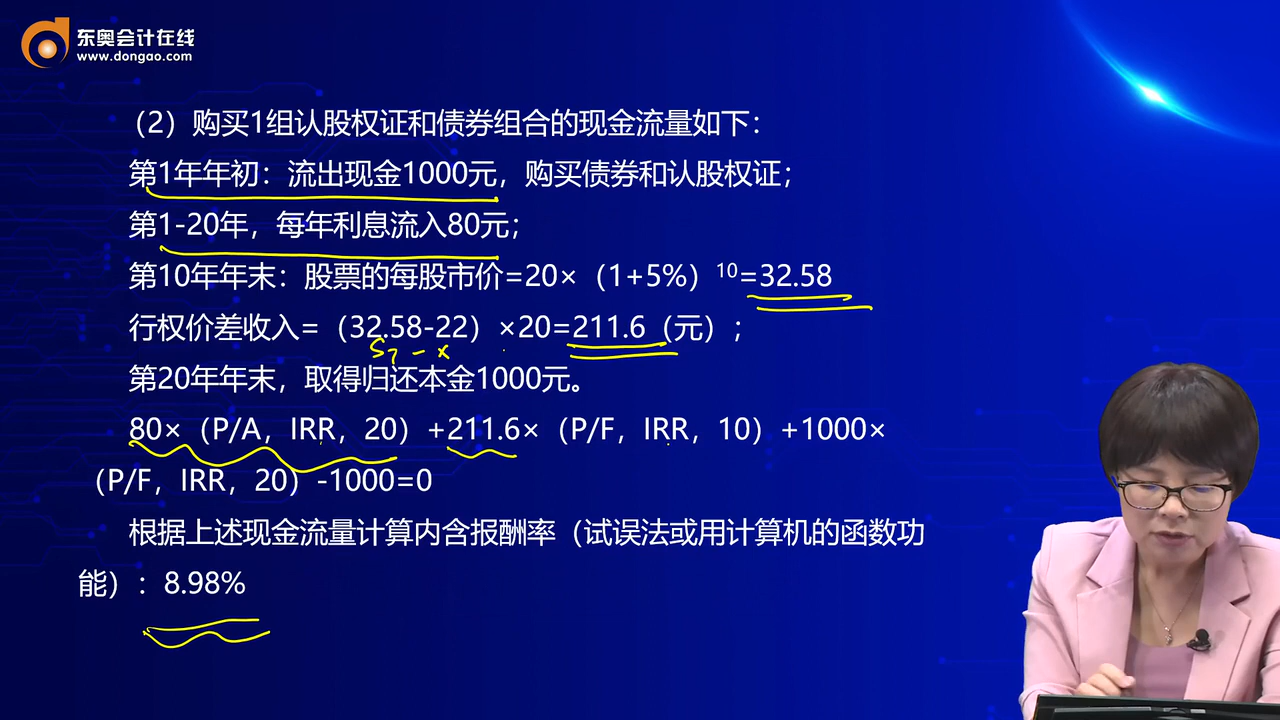 东奥会计在线
www.dongao.com
（2）购买1组认股权证和债券组合的现金流量如下：
第1年年初：流出现金1000元，购买债券和认股权证；
第1-20年，每年利息流入80元；
第10年年末：股票的每股市价=20×（1+5%）10=32.58
行权价差收入=（32.58-22）×20=211.6（元）；
S7 - x
第20年年末，取得归还本金1000元。
80×（P/A，IRR，20）+211.6×（P/F，IRR，10）+1000×
（P/F，IRR，20）-1000=0
根据上述现金流量计算内含报酬率（试误法或用计算机的函数功
能）：8.98%